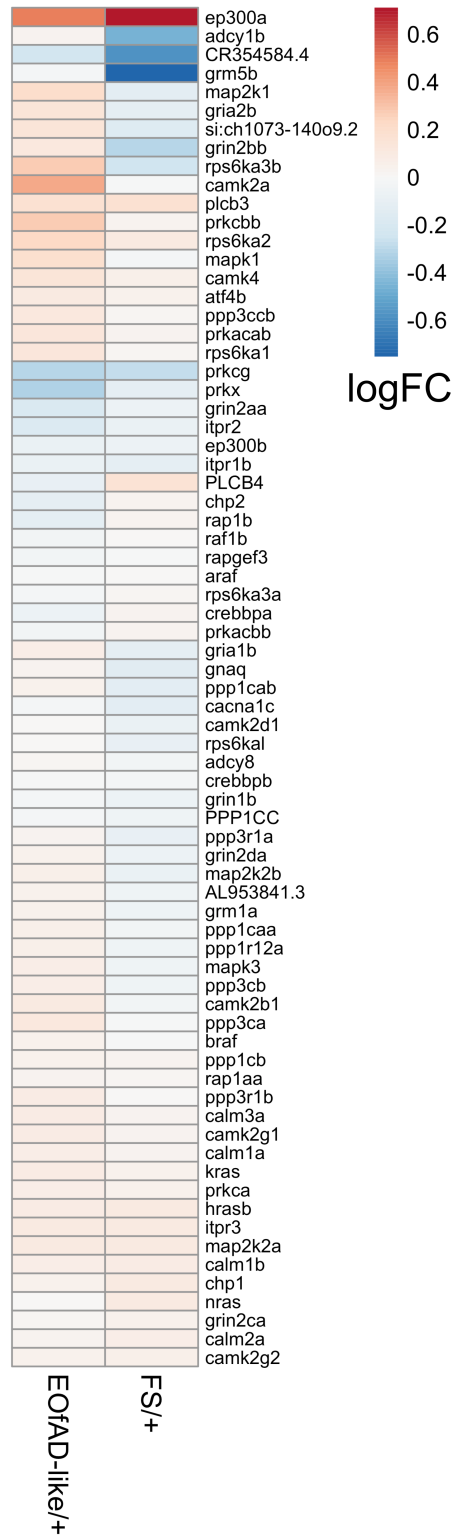 ep300a
adcy1b
CR354584.4
grm5b
map2k1
gria2b
si:ch1073-140o9.2
grin2bb
rps6ka3b
camk2a
plcb3
prkcbb
rps6ka2
mapk1
camk4
atf4b
ppp3ccb
prkacab
rps6ka1
prkcg
prkx
grin2aa
itpr2
ep300b
itpr1b
PLCB4
chp2
rap1b
raf1b
rapgef3
araf
rps6ka3a
crebbpa
prkacbb
gria1b
gnaq
ppp1cab
cacna1c
camk2d1
rps6kal
adcy8
crebbpb
grin1b
PPP1CC
ppp3r1a
grin2da
map2k2b
AL953841.3
grm1a
ppp1caa
ppp1r12a
mapk3
ppp3cb
camk2b1
ppp3ca
braf
ppp1cb
rap1aa
ppp3r1b
calm3a
camk2g1
calm1a
kras
prkca
hrasb
itpr3
map2k2a
calm1b
chp1
nras
grin2ca
calm2a
camk2g2
EOfAD-like/+
FS/+
0.6
0.4
0.2
0
-0.2
-0.4
-0.6
logFC